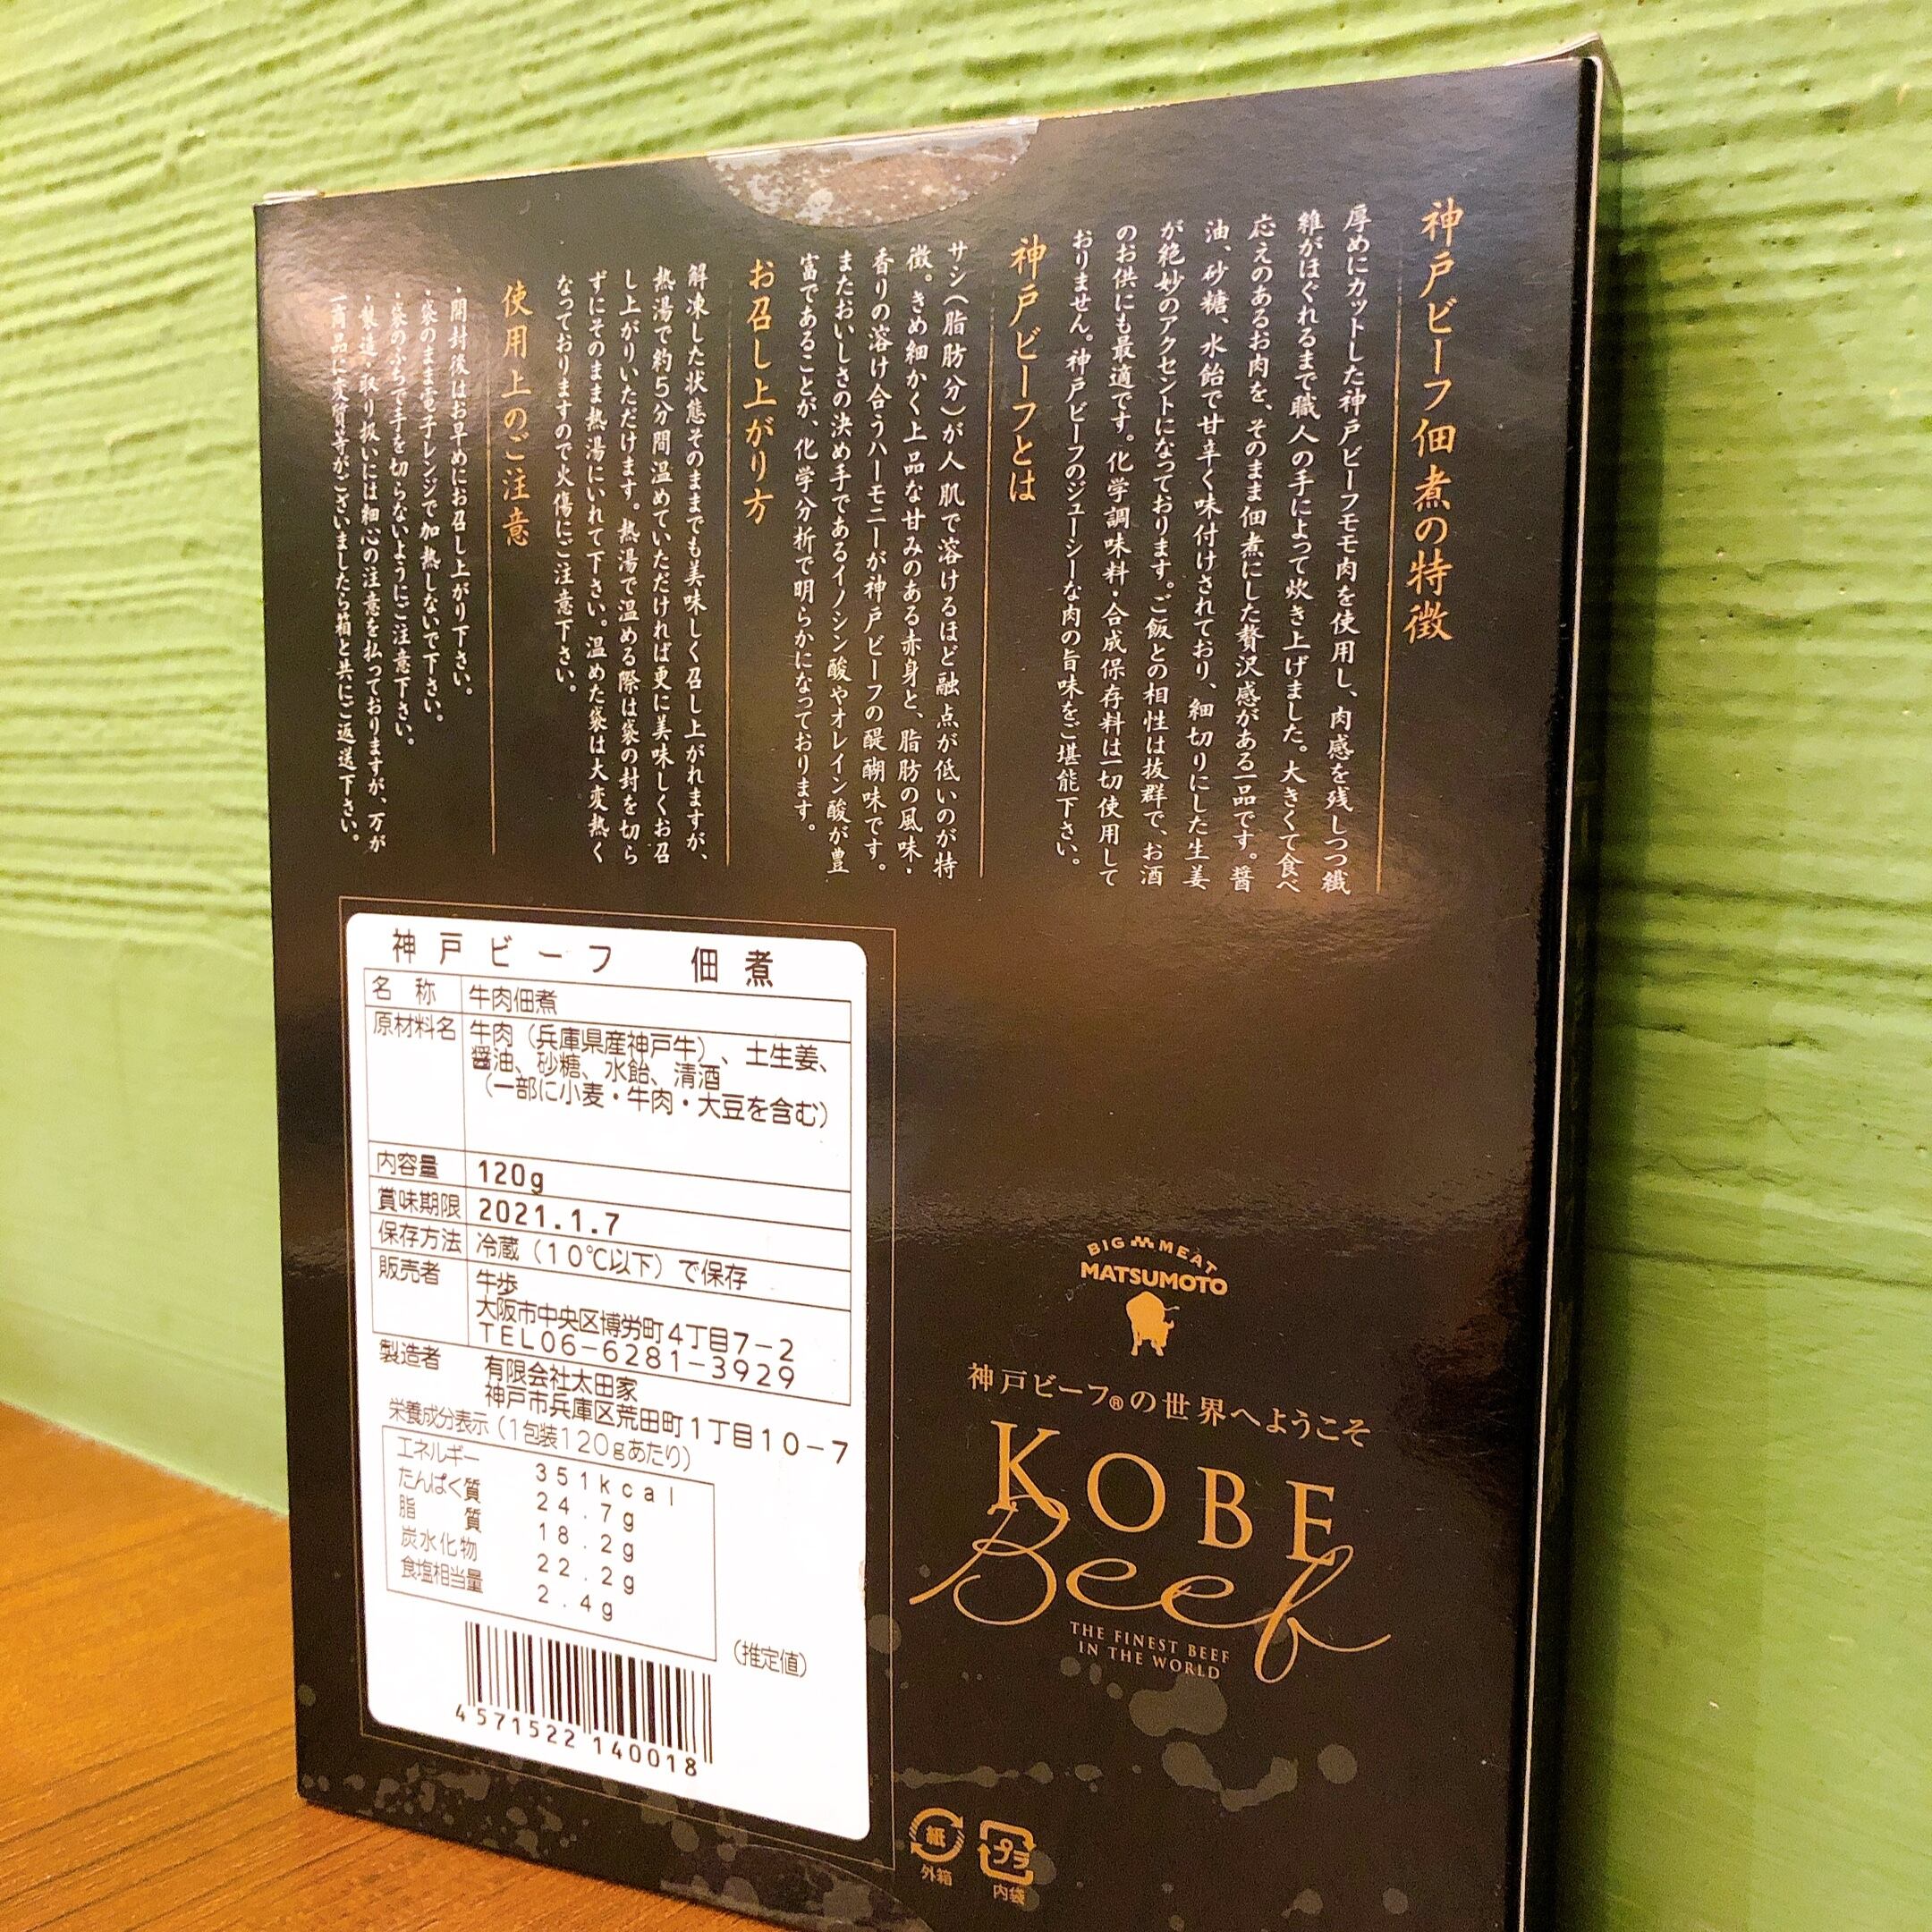 神戸ビーフ佃煮の特徴
厚めにカットした神戸ビーフモモ肉を使用し、肉感を残しつつ繊
維がほぐれるまで職人の手によって炊き上げました。大きくて食べ
応えのあるお肉を、そのまま佃煮にした贅沢感がある一品です。醤
油、砂糖、水飴で甘辛く味付けされており、細切りにした生姜
が絶妙のアクセントになっております。ご飯との相性は抜群で、お酒
のお供にも最適です。化学調味料・合成保存料は一切使用して
おりません。神戸ビーフのジューシーな肉の旨味をご堪能下さい。
神戸ビーフとは
サシ(脂肪分)が人肌で溶けるほど融点が低いのが特
徴。きめ細かく上品な甘みのある赤身と、脂肪の風味・
香りの溶け合うハーモニーが神戸ビーフの醍醐味です。
またおいしさの決め手であるイノシン酸やオレイン酸が豊
富であることが、化学分析で明らかになっております。
お召し上がり方
解凍した状態そのままでも美味しく召し上がれますが、
熱湯で約5分間温めていただければ更に美味しくお召
し上がりいただけます。熱湯で温める際は袋の封を切ら
ずにそのまま熱湯にいれて下さい。温めた袋は大変熱く
なっておりますので火傷にご注意下さい。
使用上のご注意
・開封後はお早めにお召し上がり下さい。
・袋のまま電子レンジで加熱しないで下さい。
・袋のふちで手を切らないようにご注意下さい。
・製造・取り扱いには細心の注意を払っておりますが、万が
一商品に変質等がございましたら箱と共にご返送下さい。
神戸ビーフ 佃煮
名称 牛肉佃煮
原材料名 牛肉(兵庫県産神戸牛)、土生姜、
醤油、砂糖、水飴、清酒
(一部に小麦・牛肉・大豆を含む)
内容量 120g
賞味期限 2021.1.7
保存方法 冷蔵(10℃以下)で保存
販売者 牛歩
大阪市中央区博労町4丁目7-2
TEL06-6281-3929
製造者 有限会社太田家
神戸市兵庫区荒田町1丁目10-7
栄養成分表示(1包装120gあたり)
エネルギー 351kcal
たんぱく質 24.7g
脂質 18.2g
炭水化物 22.2g
食塩相当量 2.4g
(推定値)
4571522140018
BIG MEAT
MATSUMOTO
神戸ビーフ®の世界へようこそ
KOBE
Beef
THE FINEST BEEF
IN THE WORLD
紙
外箱
プラ
内袋